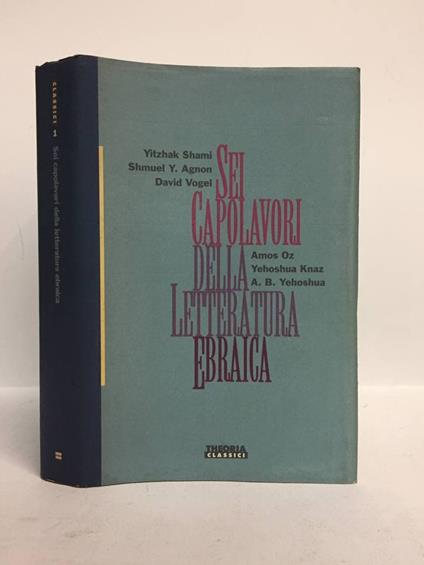 CLASSICI 1
Sei capolavori della letteratura ebraica
Yitzhak Shami
Shmuel Y. Agnon
David Vogel
SEI
CAPOLAVORI
DELLA
LETTERATURA
EBRAICA
Amos Oz
Yehoshua Knaz
A. B. Yehoshua
THEORIA
CLASSICI